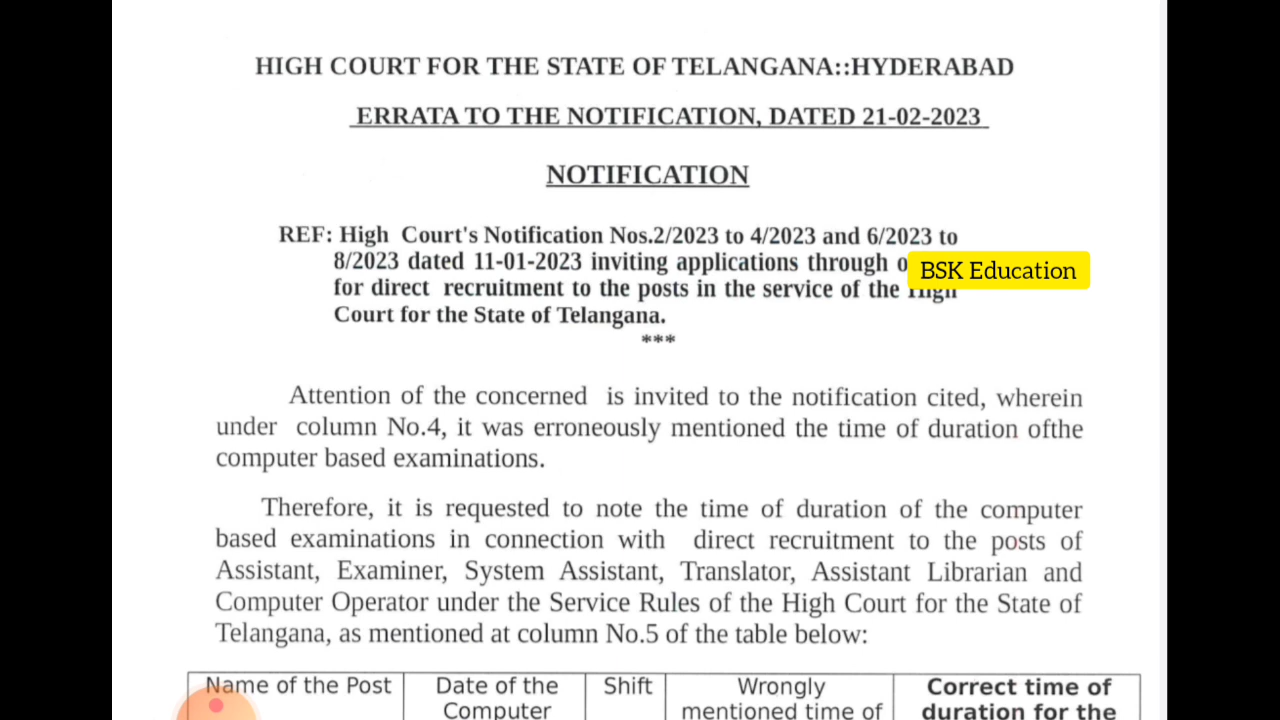 HIGH COURT FOR THE STATE OF TELANGANA::HYDERABAD
ERRATA TO THE NOTIFICATION, DATED 21-02-2023
NOTIFICATION
REF: High Court's Notification Nos.2/2023 to 4/2023 and 6/2023 to
8/2023 dated 11-01-2023 inviting applications through
BSK Education
for direct recruitment to the posts in the service of the High
Court for the State of Telangana.
***
Attention of the concerned is invited to the notification cited, wherein
under column No.4, it was erroneously mentioned the time of duration ofthe
computer based examinations.
Therefore, it is requested to note the time of duration of the computer
based examinations in connection with direct recruitment to the posts of
Assistant, Examiner, System Assistant, Translator, Assistant Librarian and
Computer Operator under the Service Rules of the High Court for the State of
Telangana, as mentioned at column No.5 of the table below:
Name of the Post Date of the Shift Wrongly Correct time of
Computer mentioned time of duration for the